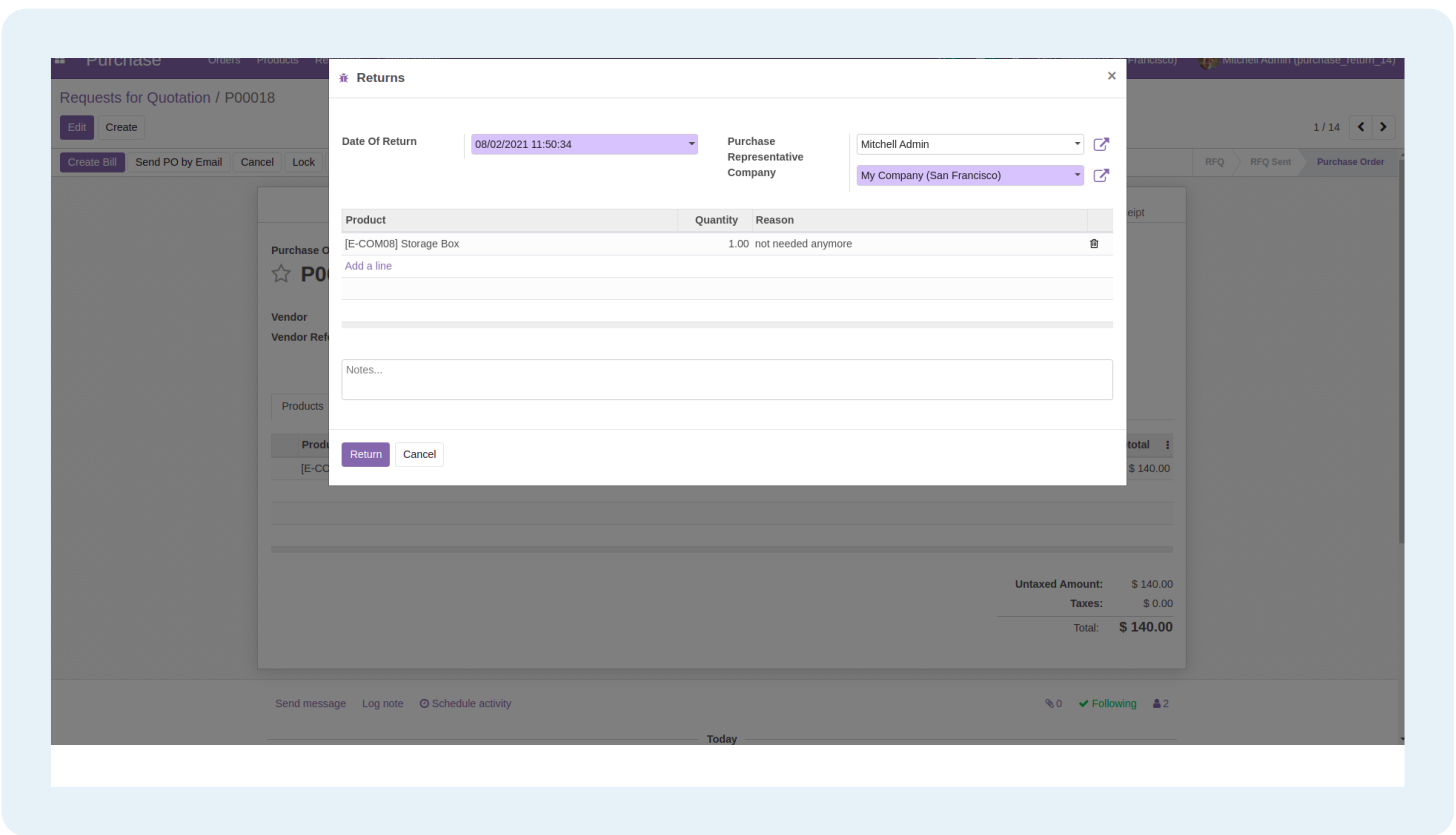 Purchase Orders Products Francisco) Mitchell Admin (purchase_return_14)
Returns ×
Requests for Quotation / P00018
Edit Create 1 / 14
Create Bill Send PO by Email Cancel Lock RFQ RFQ Sent Purchase Order
Date Of Return 08/02/2021 11:50:34
Purchase Representative Mitchell Admin
Company My Company (San Francisco)
Product Quantity Reason
[E-COM08] Storage Box 1.00 not needed anymore
Add a line
Notes...
Return Cancel
Purchase O
P00
Vendor
Vendor Refe
Products
Produ total
[E-CO $ 140.00
Untaxed Amount: $ 140.00
Taxes: $ 0.00
Total: $ 140.00
Send message Log note Schedule activity 0 Following 2
Today